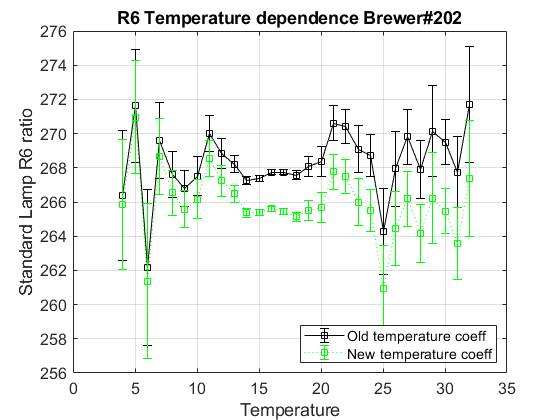 R6 Temperature dependence Brewer#202
Standard Lamp R6 ratio
276
274
272
270
268
266
264
262
260
258
256
0 5 10 15 20 25 30 35
Temperature
Old temperature coeff
New temperature coeff